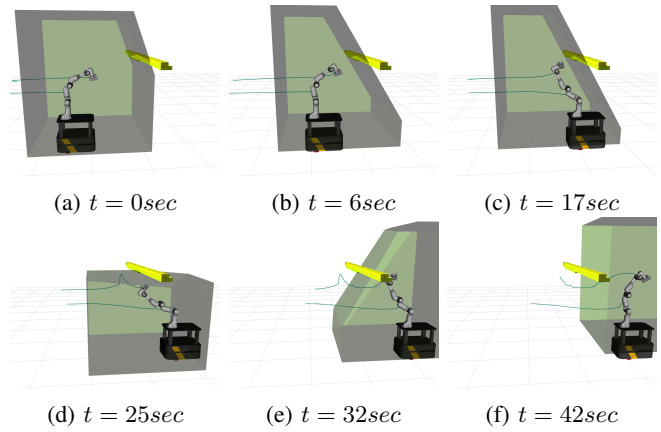 (a) t = 0sec
(b) t = 6sec
(c) t = 17sec
(d) t = 25sec
(e) t = 32sec
(f) t = 42sec